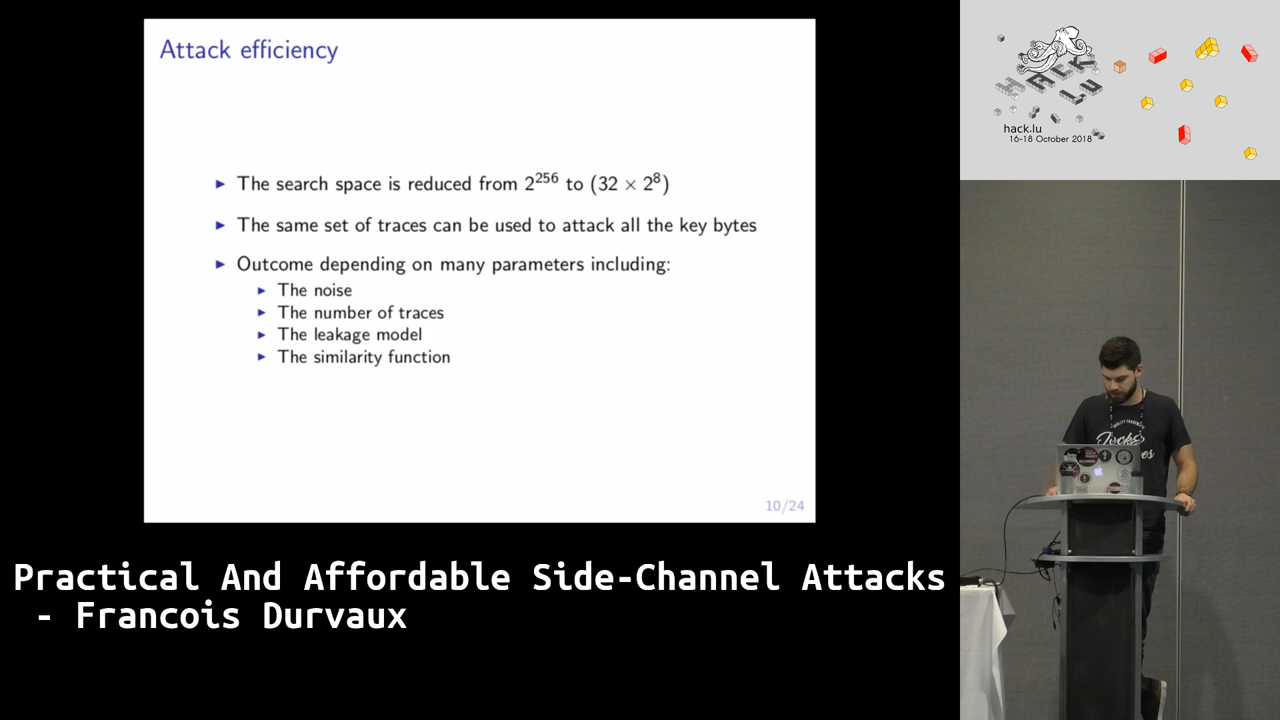 Attack efficiency
▶ The search space is reduced from 2^256 to (32 × 2^8)
▶ The same set of traces can be used to attack all the key bytes
▶ Outcome depending on many parameters including:
▶ The noise
▶ The number of traces
▶ The leakage model
▶ The similarity function
10/24
HACK
LU
hack.lu
16-18 October 2018
Practical And Affordable Side-Channel Attacks
- Francois Durvaux